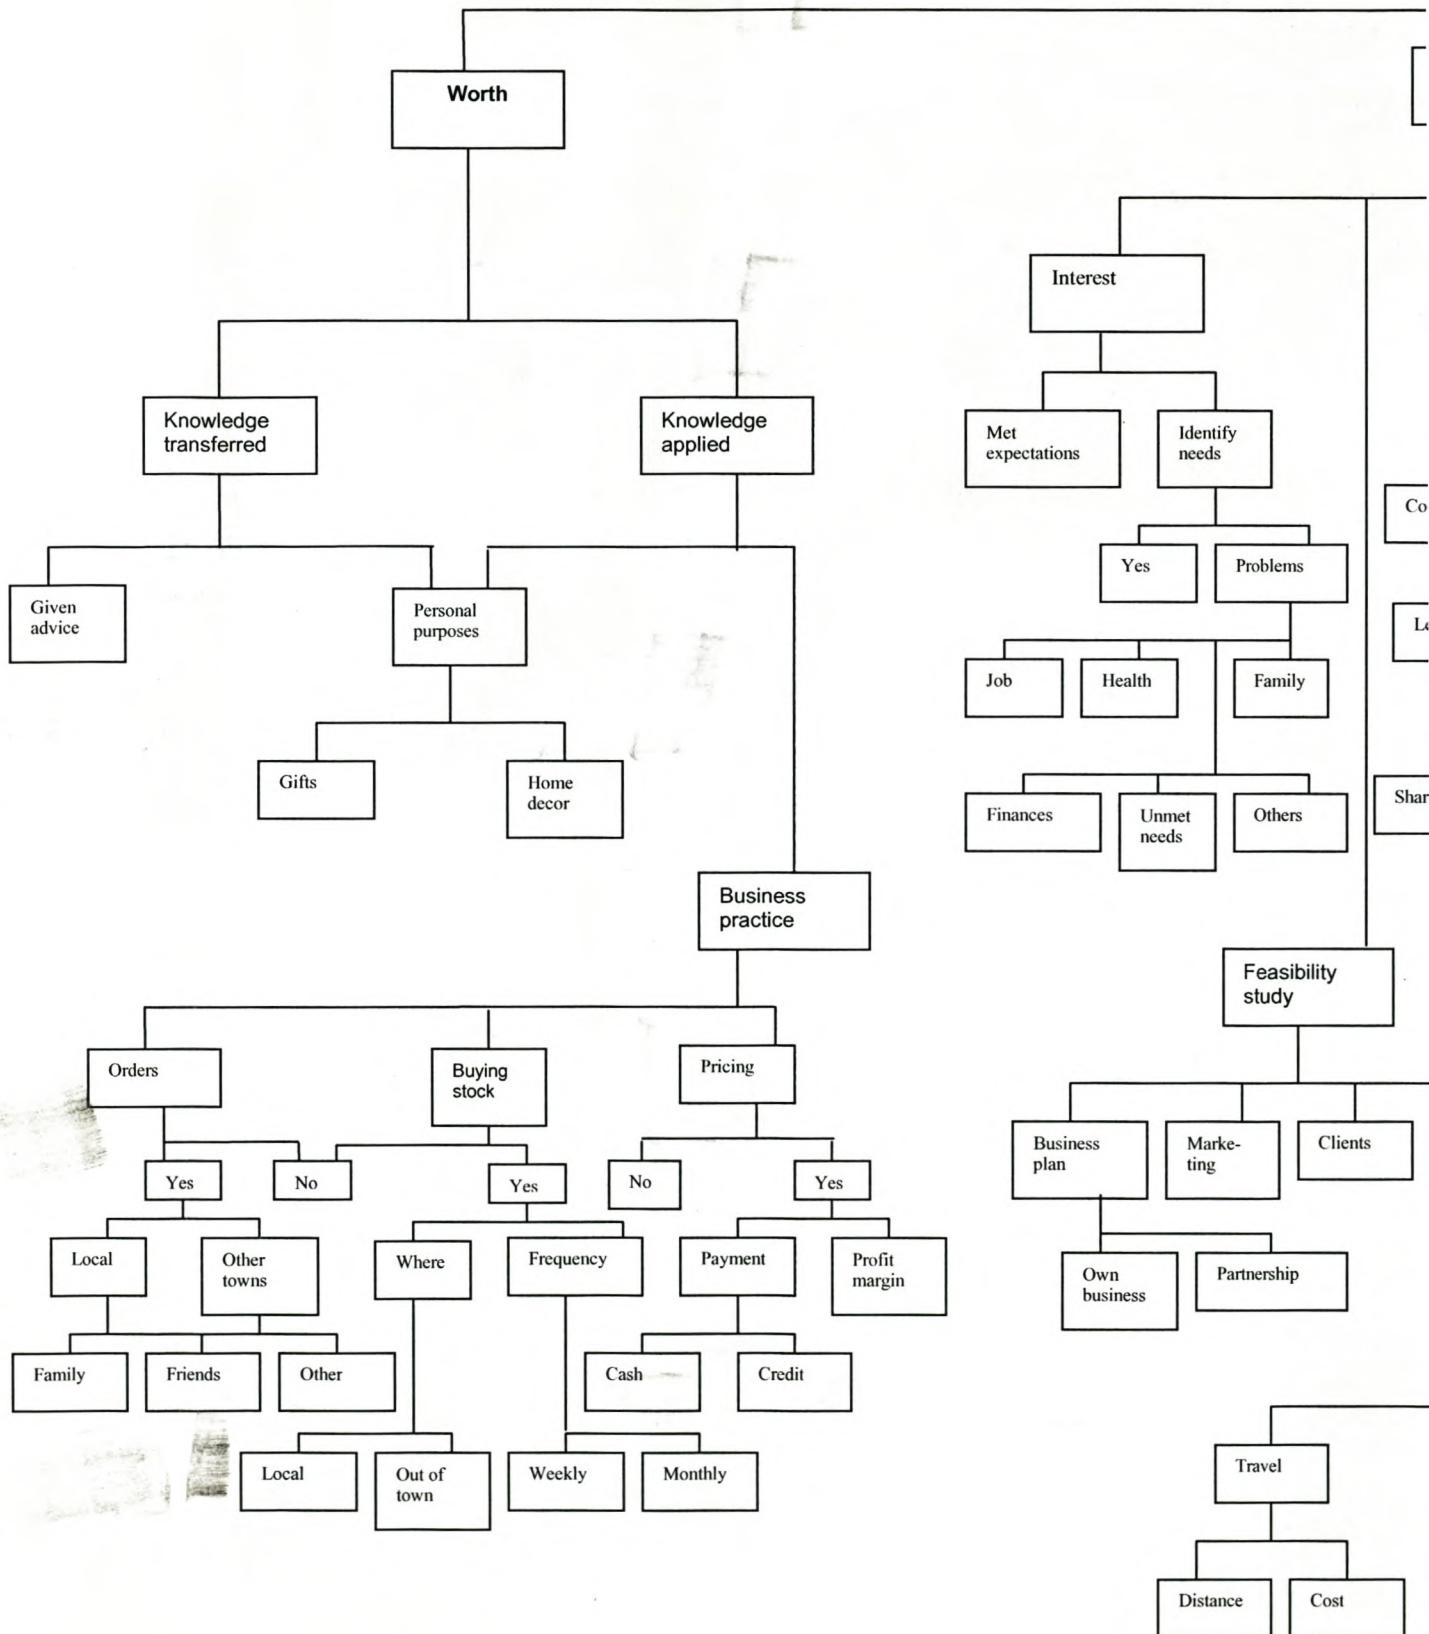 Worth
Interest
Knowledge
transferred
Knowledge
applied
Met
expectations
Identify
needs
Co
Yes
Problems
Given
advice
Personal
purposes
Job
Health
Family
Gifts
Home
decor
Finances
Unmet
needs
Others
Shar
Business
practice
Feasibility
study
Orders
Buying
stock
Pricing
Business
plan
Marke-
ting
Clients
Yes
No
Yes
No
Yes
Local
Other
towns
Where
Frequency
Payment
Profit
margin
Own
business
Partnership
Family
Friends
Other
Cash
Credit
Local
Out of
town
Weekly
Monthly
Travel
Distance
Cost